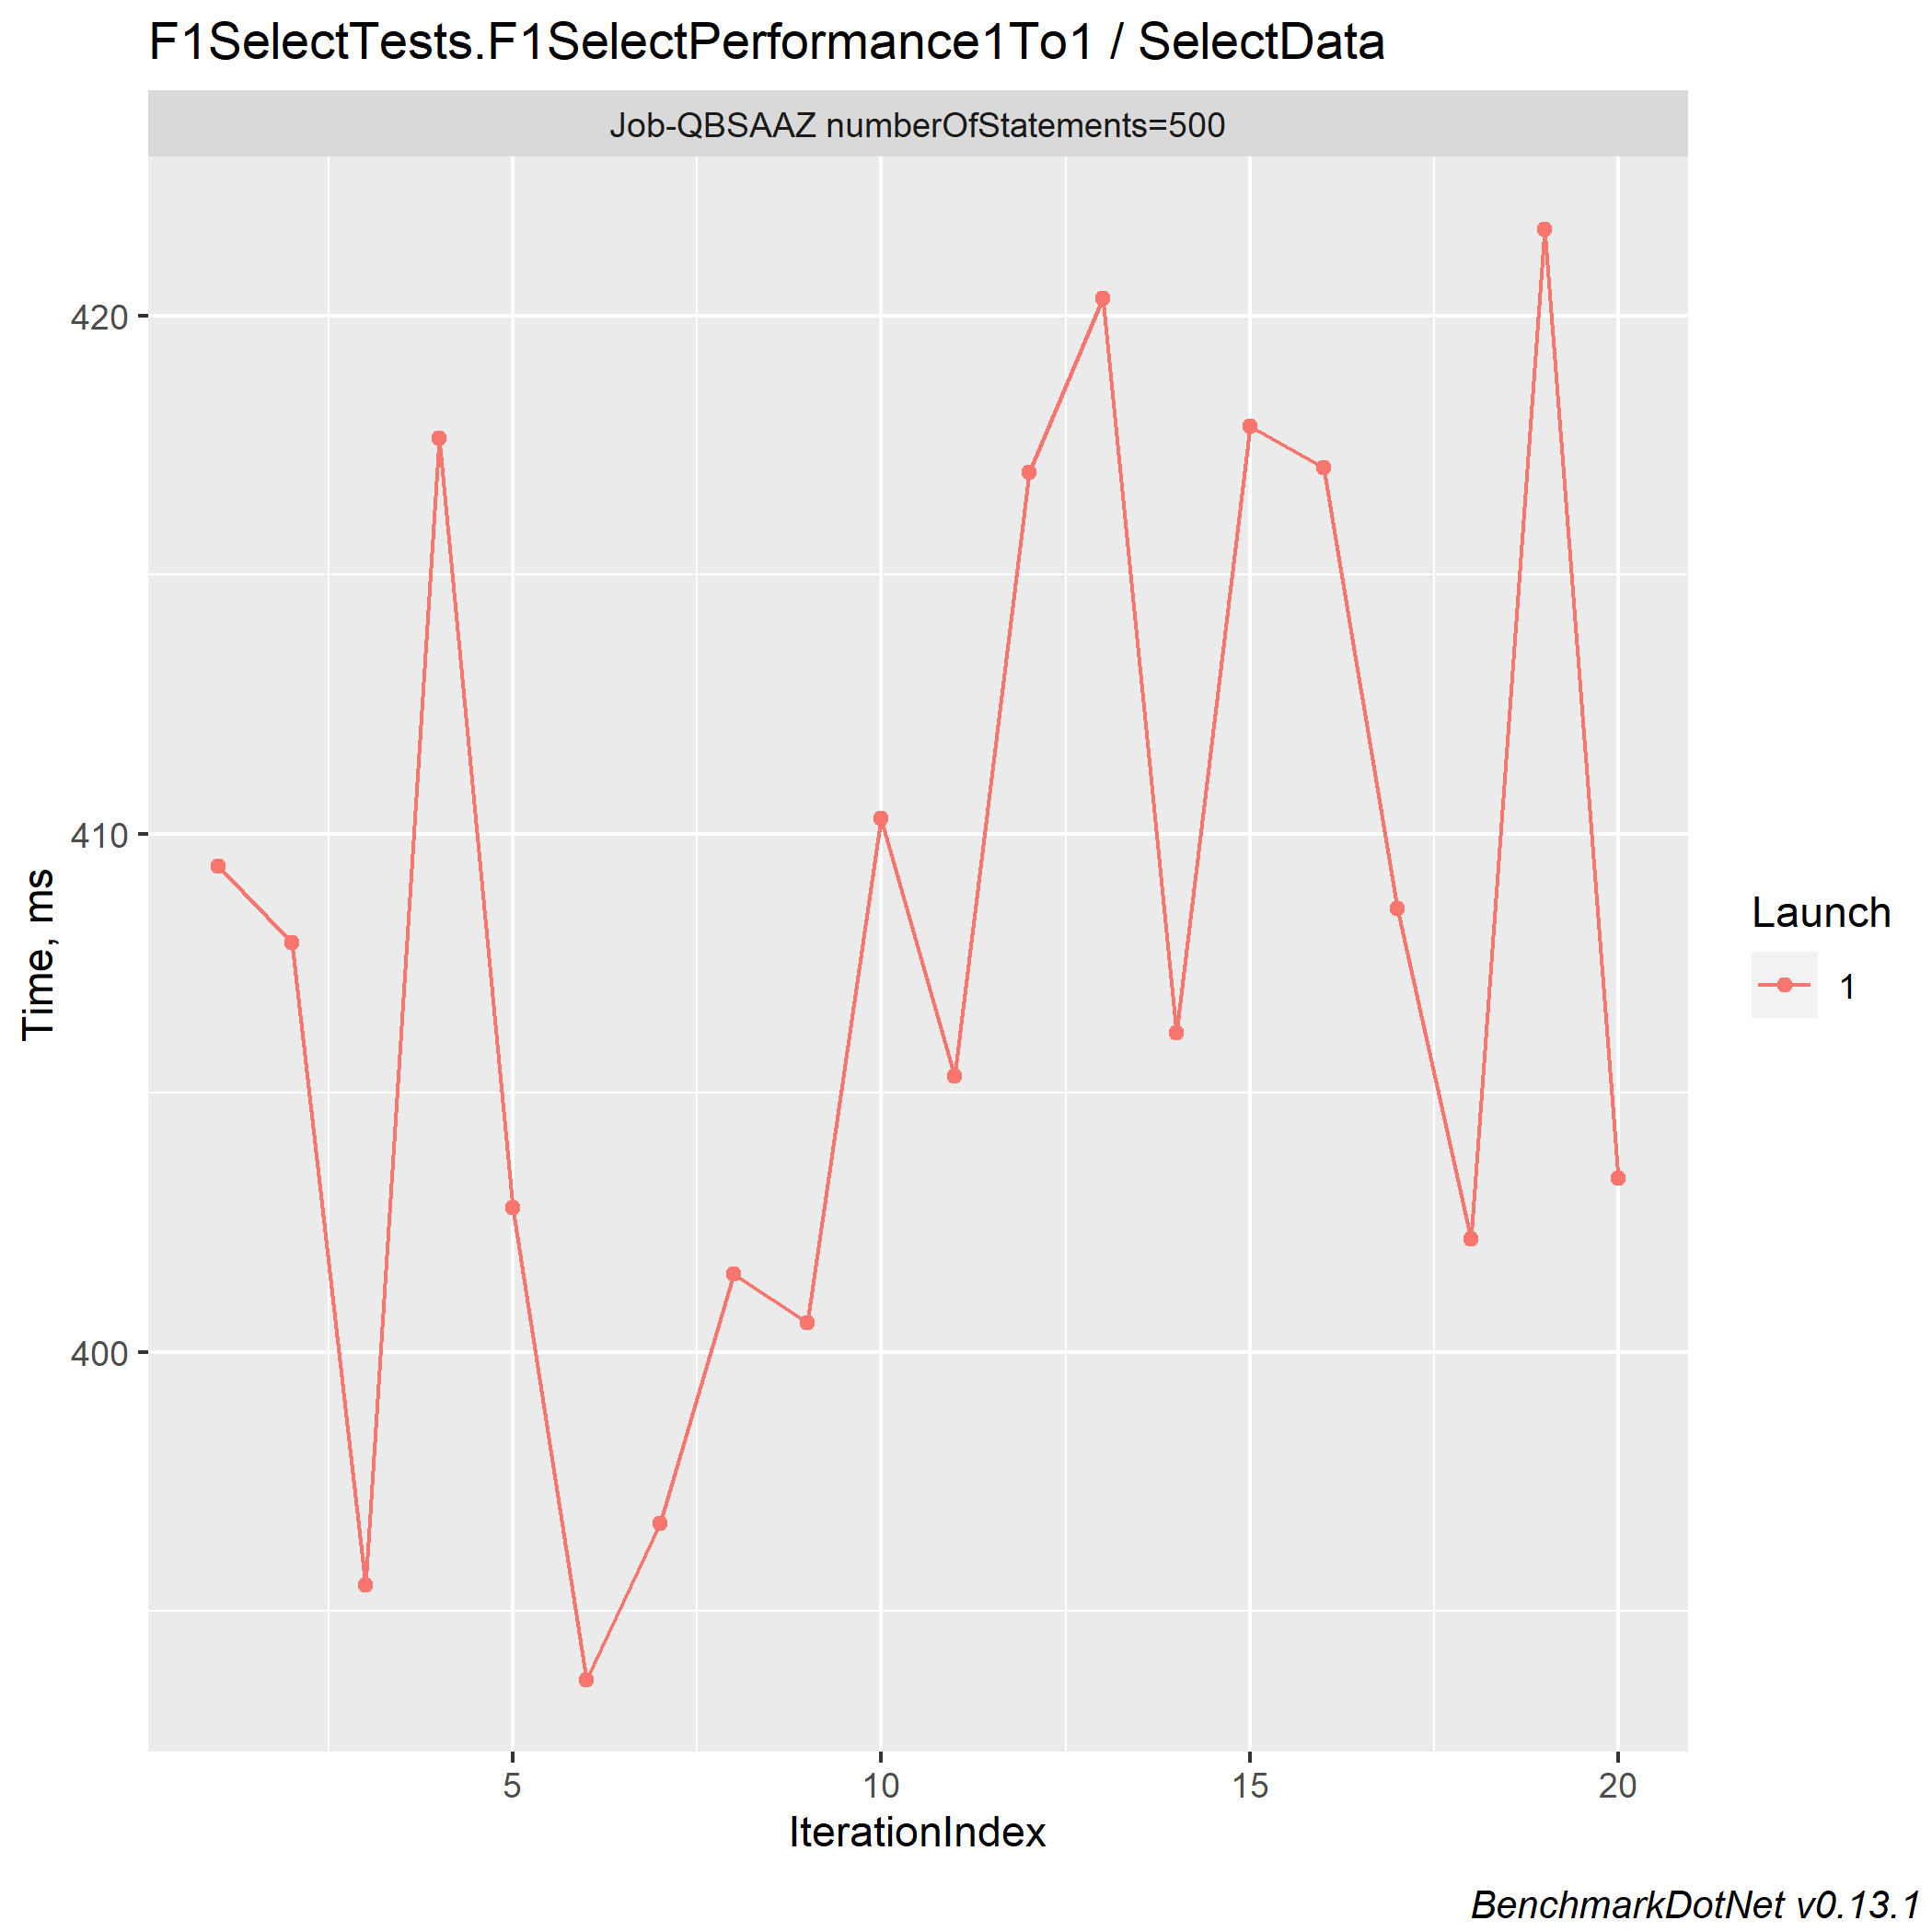 F1SelectTests.F1SelectPerformance1To1 / SelectData
Job-QBSAAZ numberOfStatements=500
420
410
400
Time, ms
5 10 15 20
IterationIndex
Launch
1
BenchmarkDotNet v0.13.1